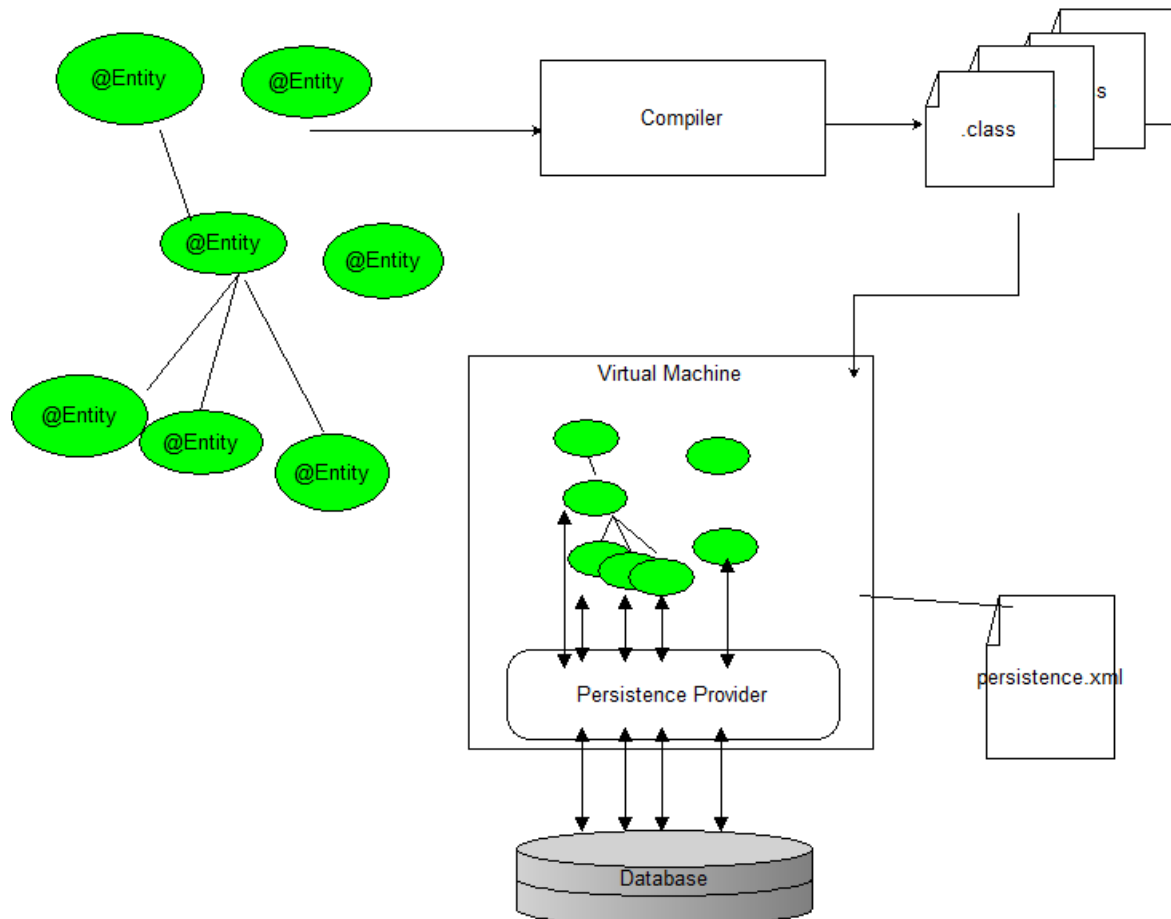 @Entity
@Entity
Compiler
s
.class
@Entity
@Entity
Virtual Machine
@Entity
@Entity
@Entity
persistence.xml
Persistence Provider
Database